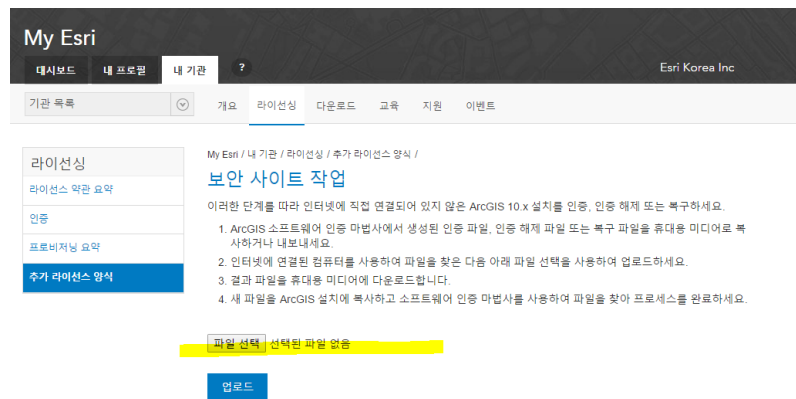 My Esri
대시보드 내 프로필 내 기관 ? Esri Korea Inc
기관 목록 개요 라이선싱 다운로드 교육 지원 이벤트
라이선싱
라이선스 약관 요약
인증
프로비저닝 요약
추가 라이선스 양식
My Esri / 내 기관 / 라이선싱 / 추가 라이선스 양식 /
보안 사이트 작업
이러한 단계를 따라 인터넷에 직접 연결되어 있지 않은 ArcGIS 10.x 설치를 인증, 인증 해제 또는 복구하세요.
1. ArcGIS 소프트웨어 인증 마법사에서 생성된 인증 파일, 인증 해제 파일 또는 복구 파일을 휴대용 미디어로 복
사하거나 내보내세요.
2. 인터넷에 연결된 컴퓨터를 사용하여 파일을 찾은 다음 아래 파일 선택을 사용하여 업로드하세요.
3. 결과 파일을 휴대용 미디어에 다운로드합니다.
4. 새 파일을 ArcGIS 설치에 복사하고 소프트웨어 인증 마법사를 사용하여 파일을 찾아 프로세스를 완료하세요.
파일 선택 선택된 파일 없음
업로드